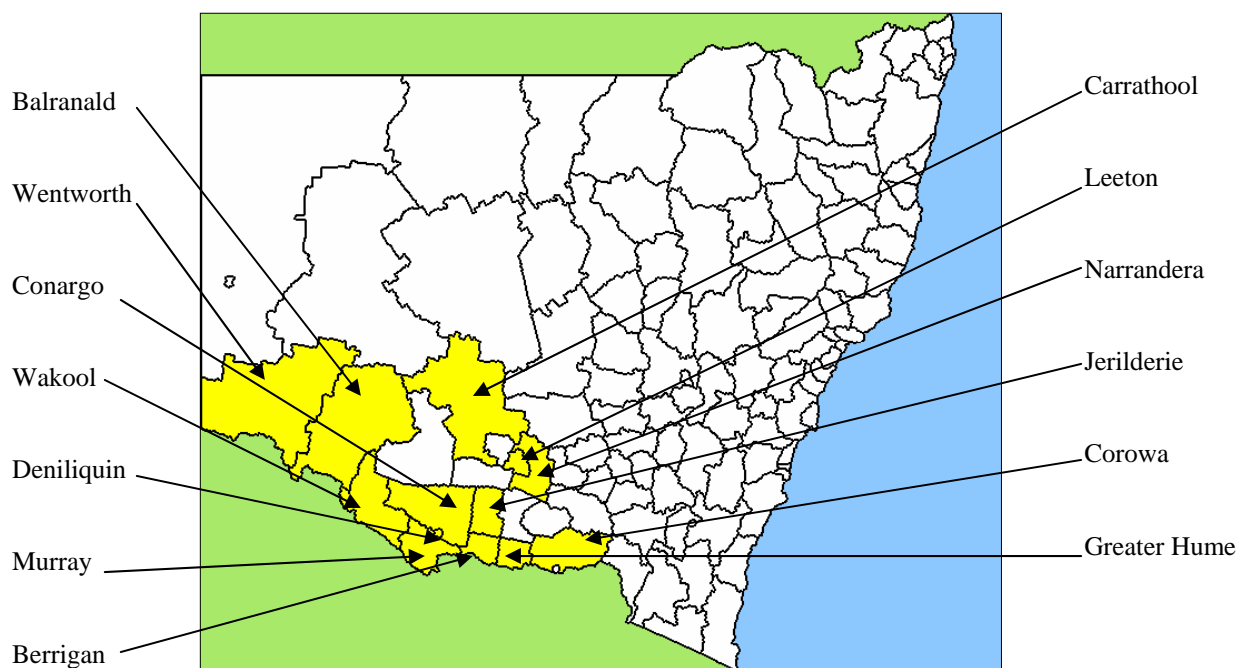 Balranald
Wentworth
Conargo
Wakool
Deniliquin
Murray
Berrigan
Carrathool
Leeton
Narrandera
Jerilderie
Corowa
Greater Hume